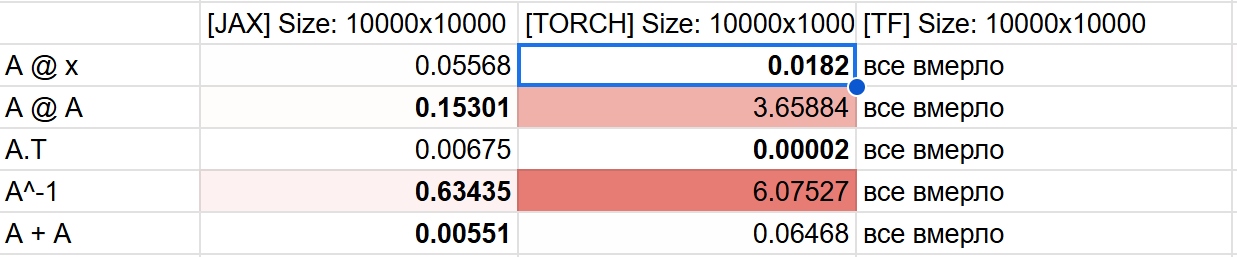 [JAX] Size: 10000x10000 [TORCH] Size: 10000x1000 [TF] Size: 10000x10000
A @ x 0.05568 0.0182 все вмерло
A @ A 0.15301 3.65884 все вмерло
A.T 0.00675 0.00002 все вмерло
A^-1 0.63435 6.07527 все вмерло
A + A 0.00551 0.06468 все вмерло